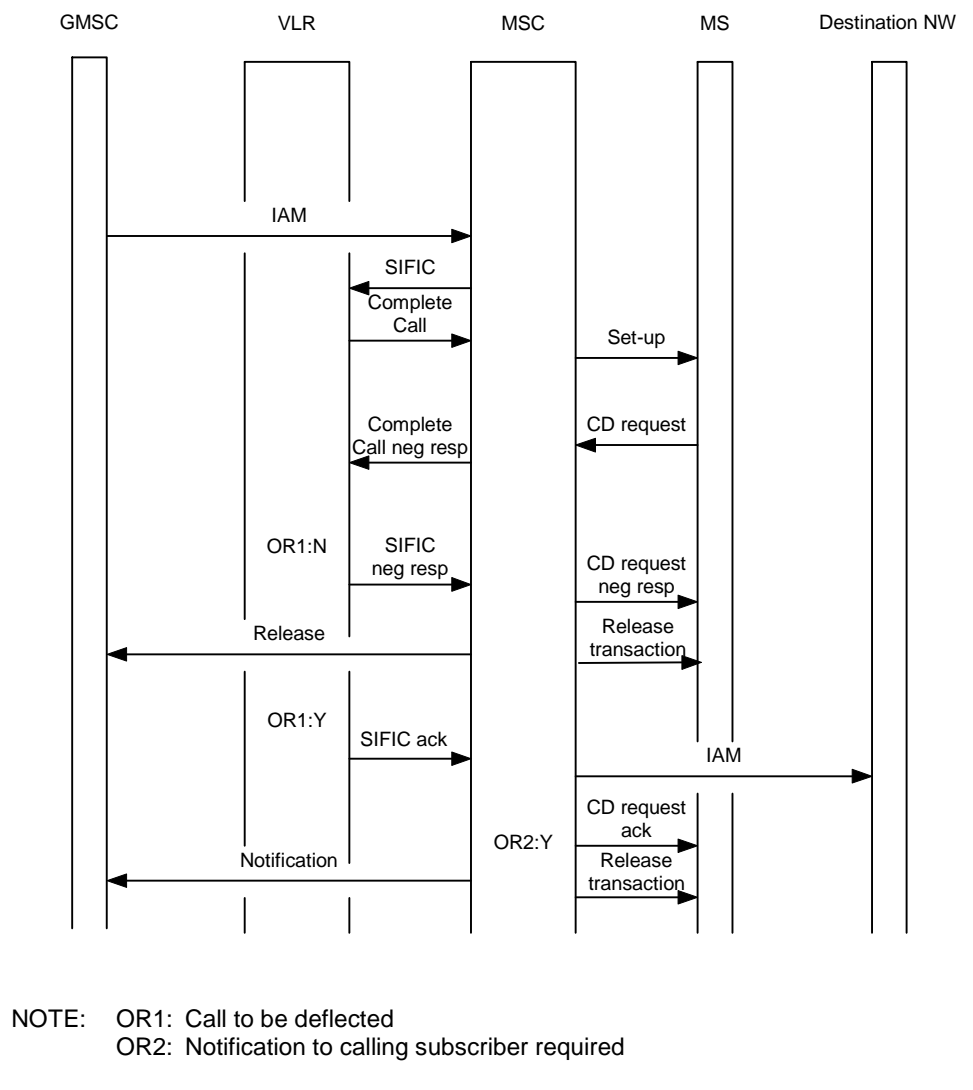 GMSC VLR MSC MS Destination NW
IAM
SIFIC
Complete
Call
Set-up
Complete
Call neg resp
CD request
OR1:N
SIFIC
neg resp
CD request
neg resp
Release
Release
transaction
OR1:Y
SIFIC ack
IAM
CD request
ack
OR2:Y
Notification
Release
transaction
NOTE: OR1: Call to be deflected
OR2: Notification to calling subscriber required